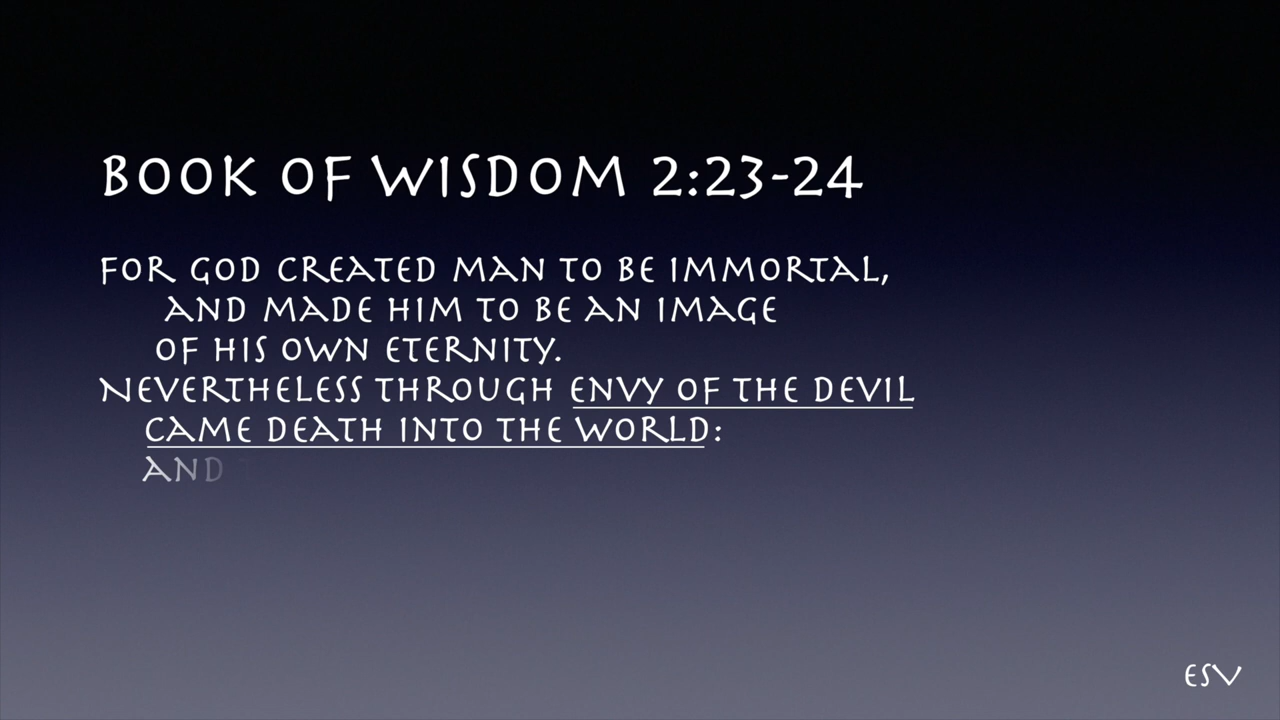 BOOK OF WISDOM 2:23-24
FOR GOD CREATED MAN TO BE IMMORTAL,
AND MADE HIM TO BE AN IMAGE
OF HIS OWN ETERNITY.
NEVERTHELESS THROUGH ENVY OF THE DEVIL
CAME DEATH INTO THE WORLD:
AND
ESV